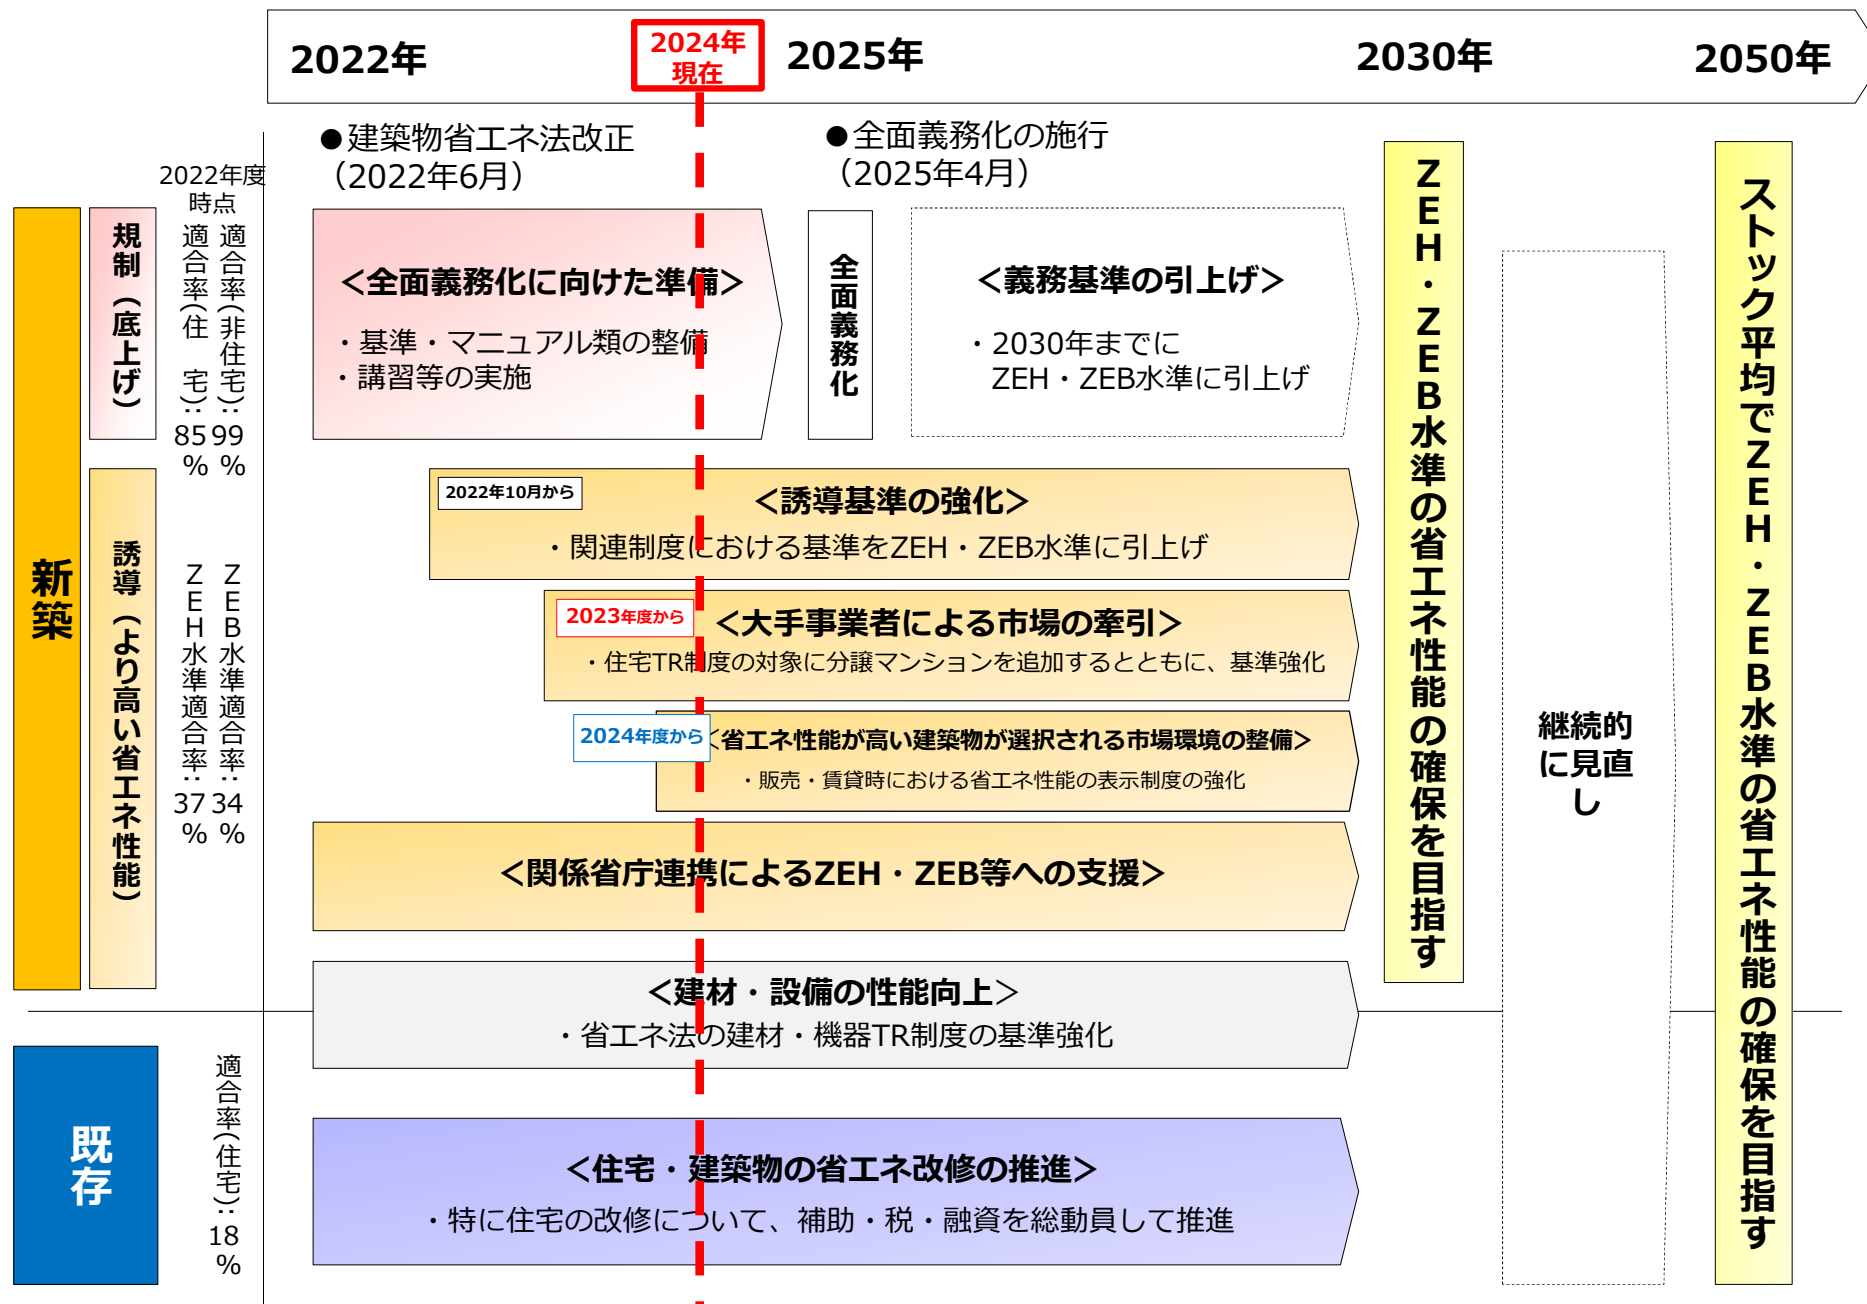 2022年
2024年
現在
2025年
2030年
2050年
●建築物省エネ法改正
（2022年6月）
●全面義務化の施行
（2025年4月）
2022年度
時点
新築
規制（底上げ）
適合率(非住宅)：99%
適合率(住　宅)：85%
＜全面義務化に向けた準備＞
・基準・マニュアル類の整備
・講習等の実施
全面義務化
＜義務基準の引上げ＞
・2030年までに
ZEH・ZEB水準に引上げ
誘導（より高い省エネ性能）
ZEB水準適合率：34%
ZEH水準適合率：37%
2022年10月から
＜誘導基準の強化＞
・関連制度における基準をZEH・ZEB水準に引上げ
2023年度から
＜大手事業者による市場の牽引＞
・住宅TR制度の対象に分譲マンションを追加するとともに、基準強化
2024年度から
＜省エネ性能が高い建築物が選択される市場環境の整備＞
・販売・賃貸時における省エネ性能の表示制度の強化
＜関係省庁連携によるZEH・ZEB等への支援＞
＜建材・設備の性能向上＞
・省エネ法の建材・機器TR制度の基準強化
既存
適合率(住宅)：18%
＜住宅・建築物の省エネ改修の推進＞
・特に住宅の改修について、補助・税・融資を総動員して推進
ZEH・ZEB水準の省エネ性能の確保を目指す
継続的
に見直
し
ストック平均でZEH・ZEB水準の省エネ性能の確保を目指す